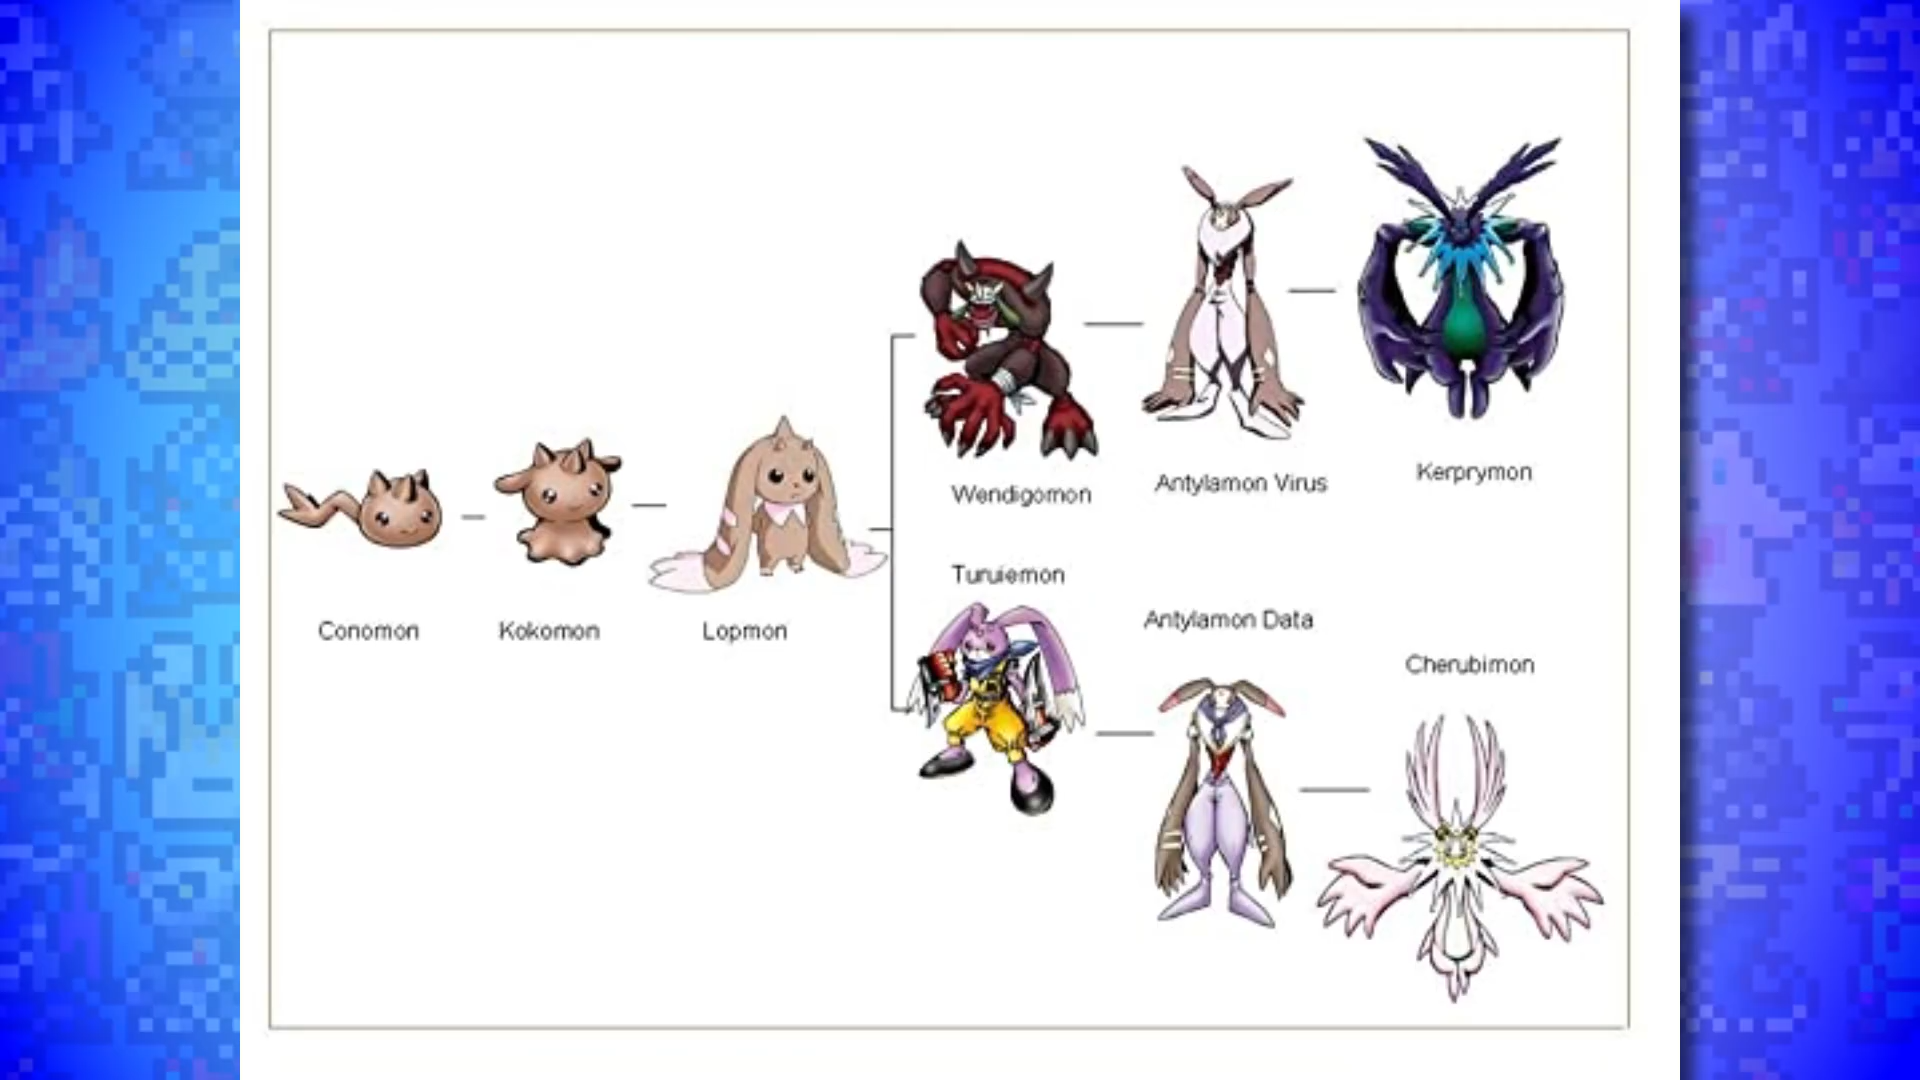 Wendigomon
Antylamon Virus
Kerprymon
Turuiemon
Antylamon Data
Cherubimon
Conomon
Kokomon
Lopmon